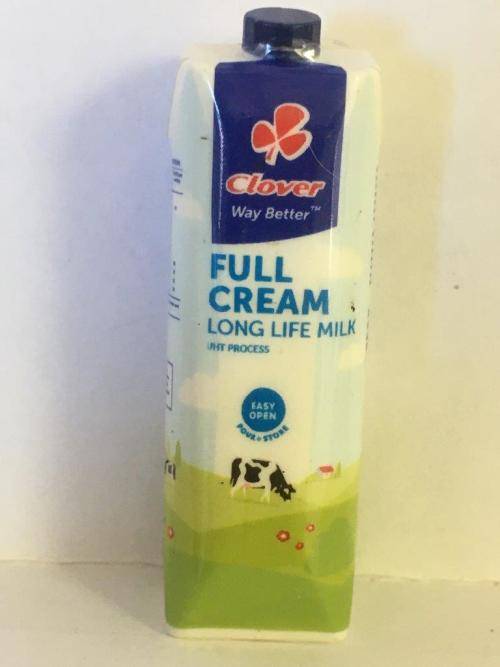 Clover
Way Better™
FULL
CREAM
LONG LIFE MILK
UHT PROCESS
EASY
OPEN
POUR + STORE